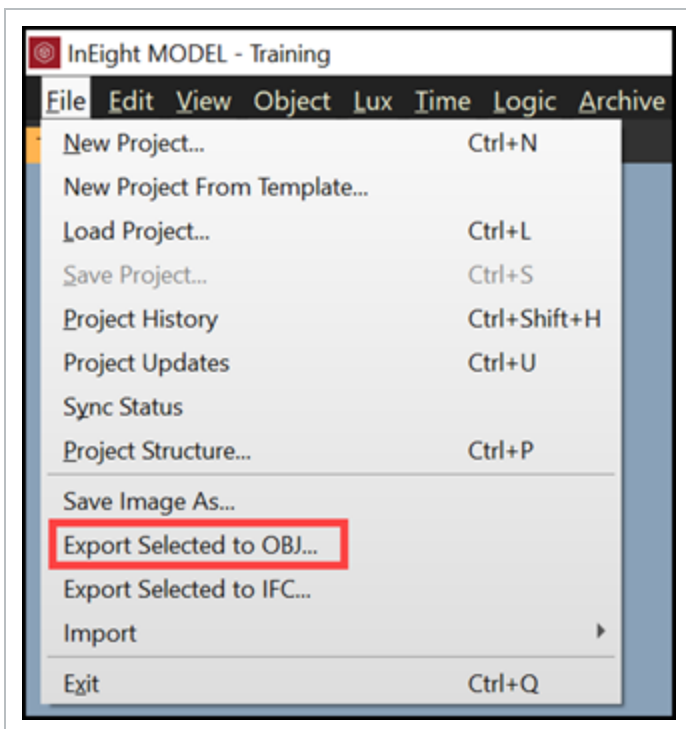 InEight MODEL - Training
File Edit View Object Lux Time Logic Archive
New Project... Ctrl+N
New Project From Template...
Load Project... Ctrl+L
Save Project... Ctrl+S
Project History Ctrl+Shift+H
Project Updates Ctrl+U
Sync Status
Project Structure... Ctrl+P
Save Image As...
Export Selected to OBJ...
Export Selected to IFC...
Import
Exit Ctrl+Q